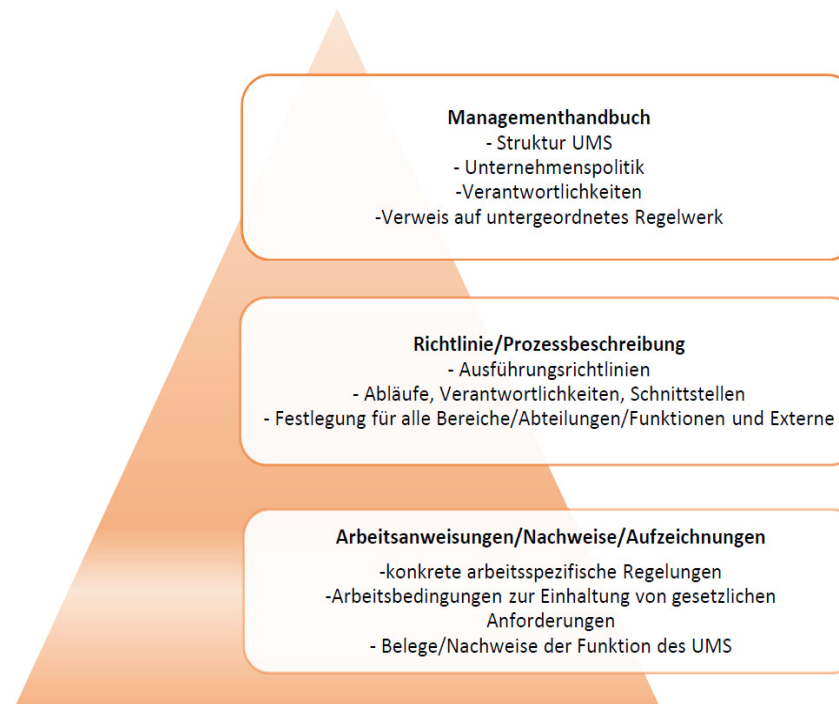 Managementhandbuch
- Struktur UMS
- Unternehmenspolitik
-Verantwortlichkeiten
-Verweis auf untergeordnetes Regelwerk
Richtlinie/Prozessbeschreibung
- Ausführungsrichtlinien
- Abläufe, Verantwortlichkeiten, Schnittstellen
- Festlegung für alle Bereiche/Abteilungen/Funktionen und Externe
Arbeitsanweisungen/Nachweise/Aufzeichnungen
-konkrete arbeitsspezifische Regelungen
-Arbeitsbedingungen zur Einhaltung von gesetzlichen
Anforderungen
- Belege/Nachweise der Funktion des UMS